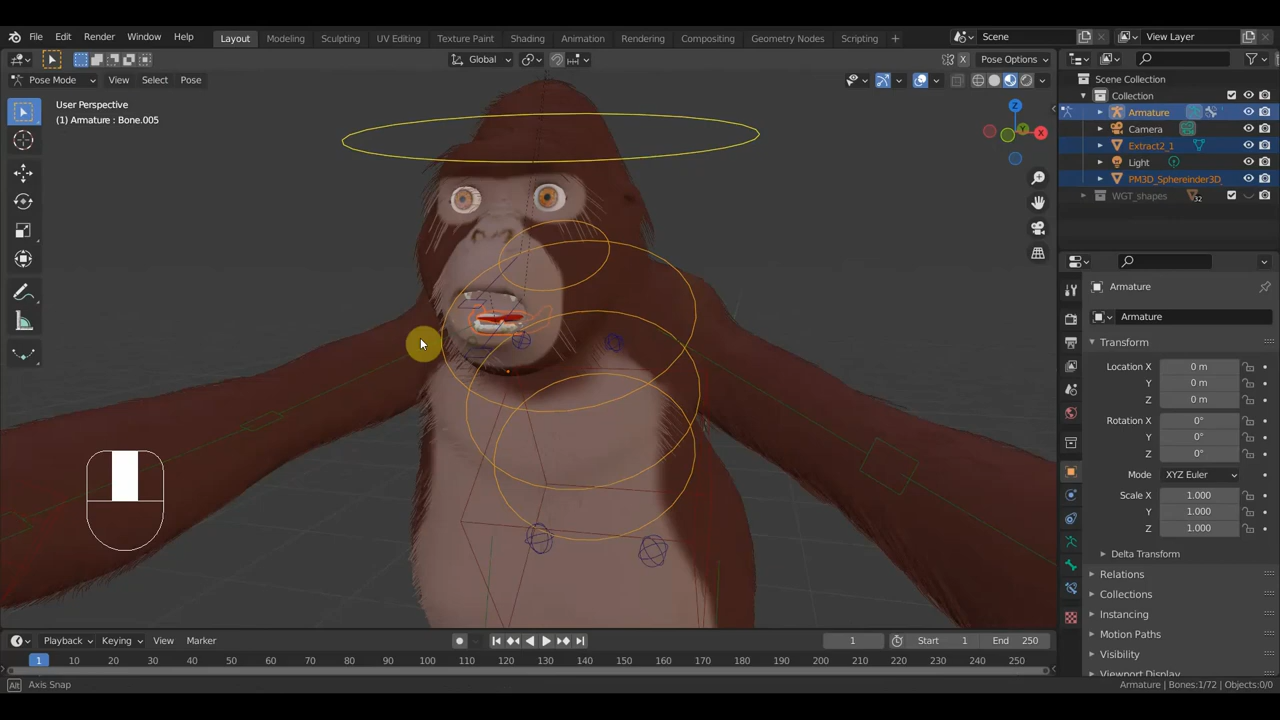 File Edit Render Window Help Layout Modeling Sculpting UV Editing Texture Paint Shading Animation Rendering Compositing Geometry Nodes Scripting + Scene View Layer
Global Pose Options
Pose Mode View Select Pose
User Perspective
(1) Armature : Bone.005
Z
Y
X
Scene Collection
Collection
Armature
Camera
Extract2_1
Light
PM3D_Sphereinder3D_
WGT_shapes 32
Armature
Armature
Transform
Location X 0 m
Y 0 m
Z 0 m
Rotation X 0°
Y 0°
Z 0°
Mode XYZ Euler
Scale X 1.000
Y 1.000
Z 1.000
Delta Transform
Relations
Collections
Instancing
Motion Paths
Visibility
Viewport Display
Playback Keying View Marker 1 Start 1 End 250
1 10 20 30 40 50 60 70 80 90 100 110 120 130 140 150 160 170 180 190 200 210 220 230 240 250
Alt Axis Snap Armature | Bones:1/72 | Objects:0/0